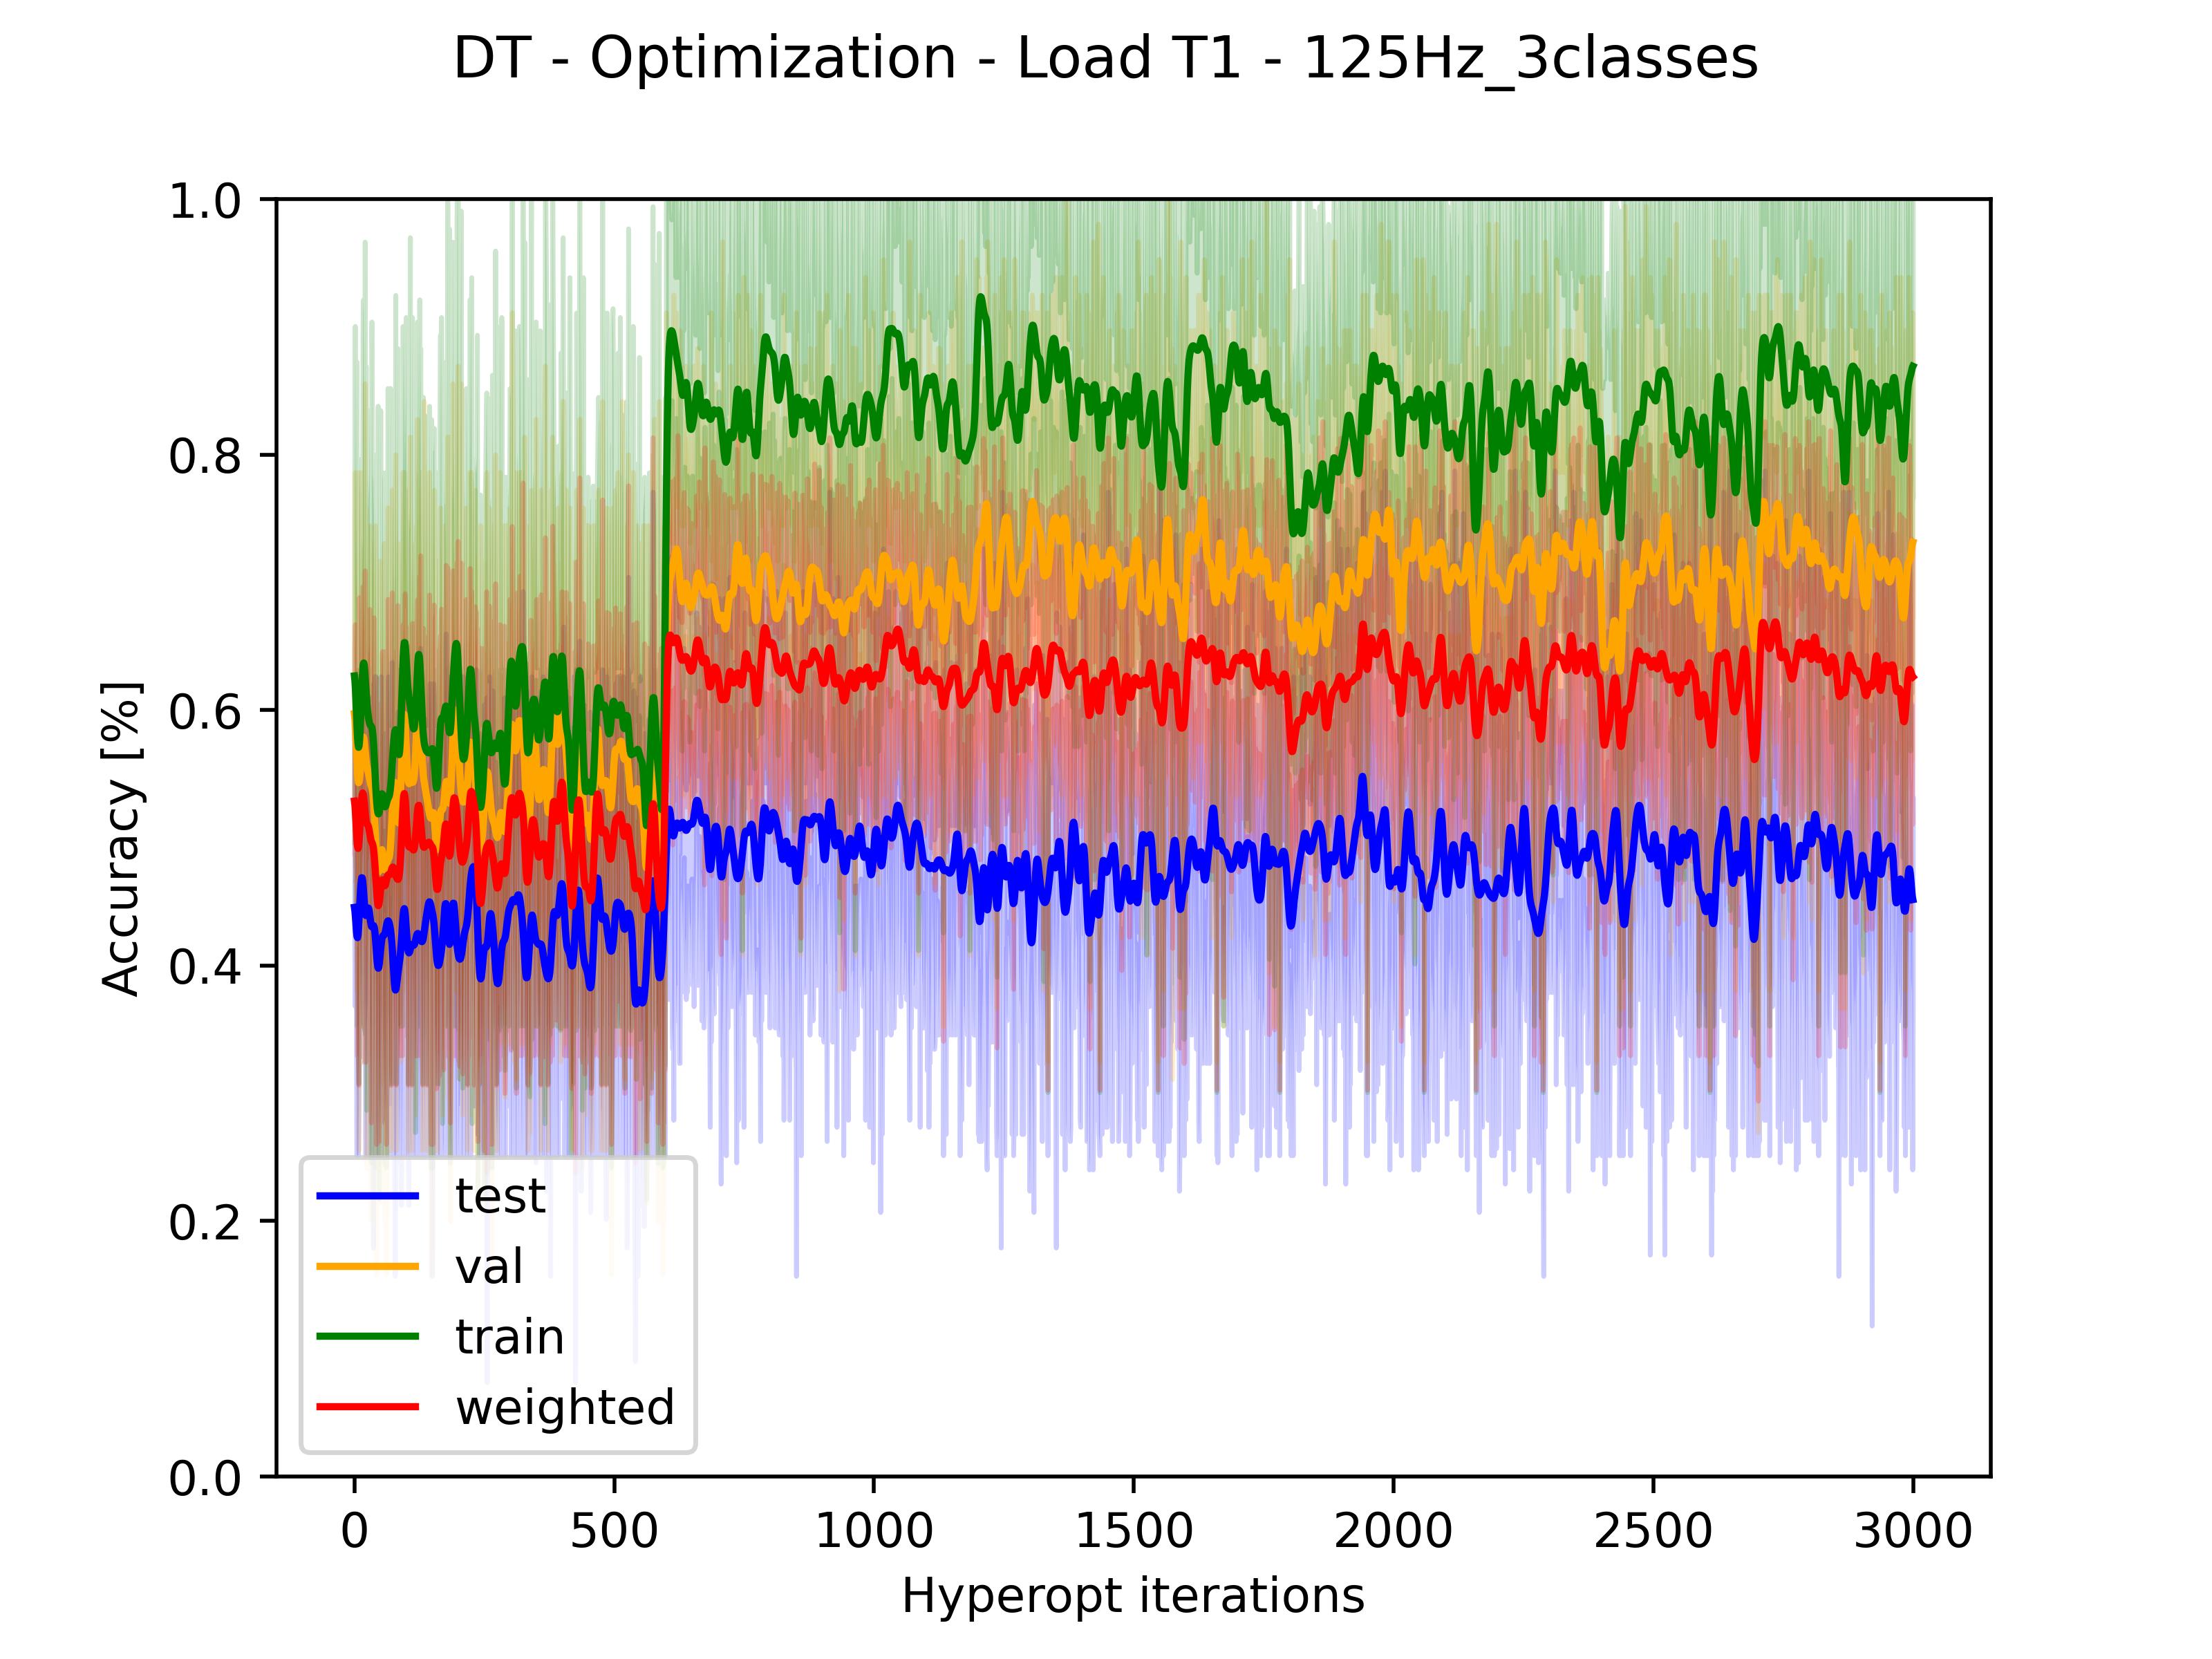 DT - Optimization - Load T1 - 125Hz_3classes
1.0
0.8
0.6
0.4
0.2
0.0
Accuracy [%]
test
val
train
weighted
0 500 1000 1500 2000 2500 3000
Hyperopt iterations